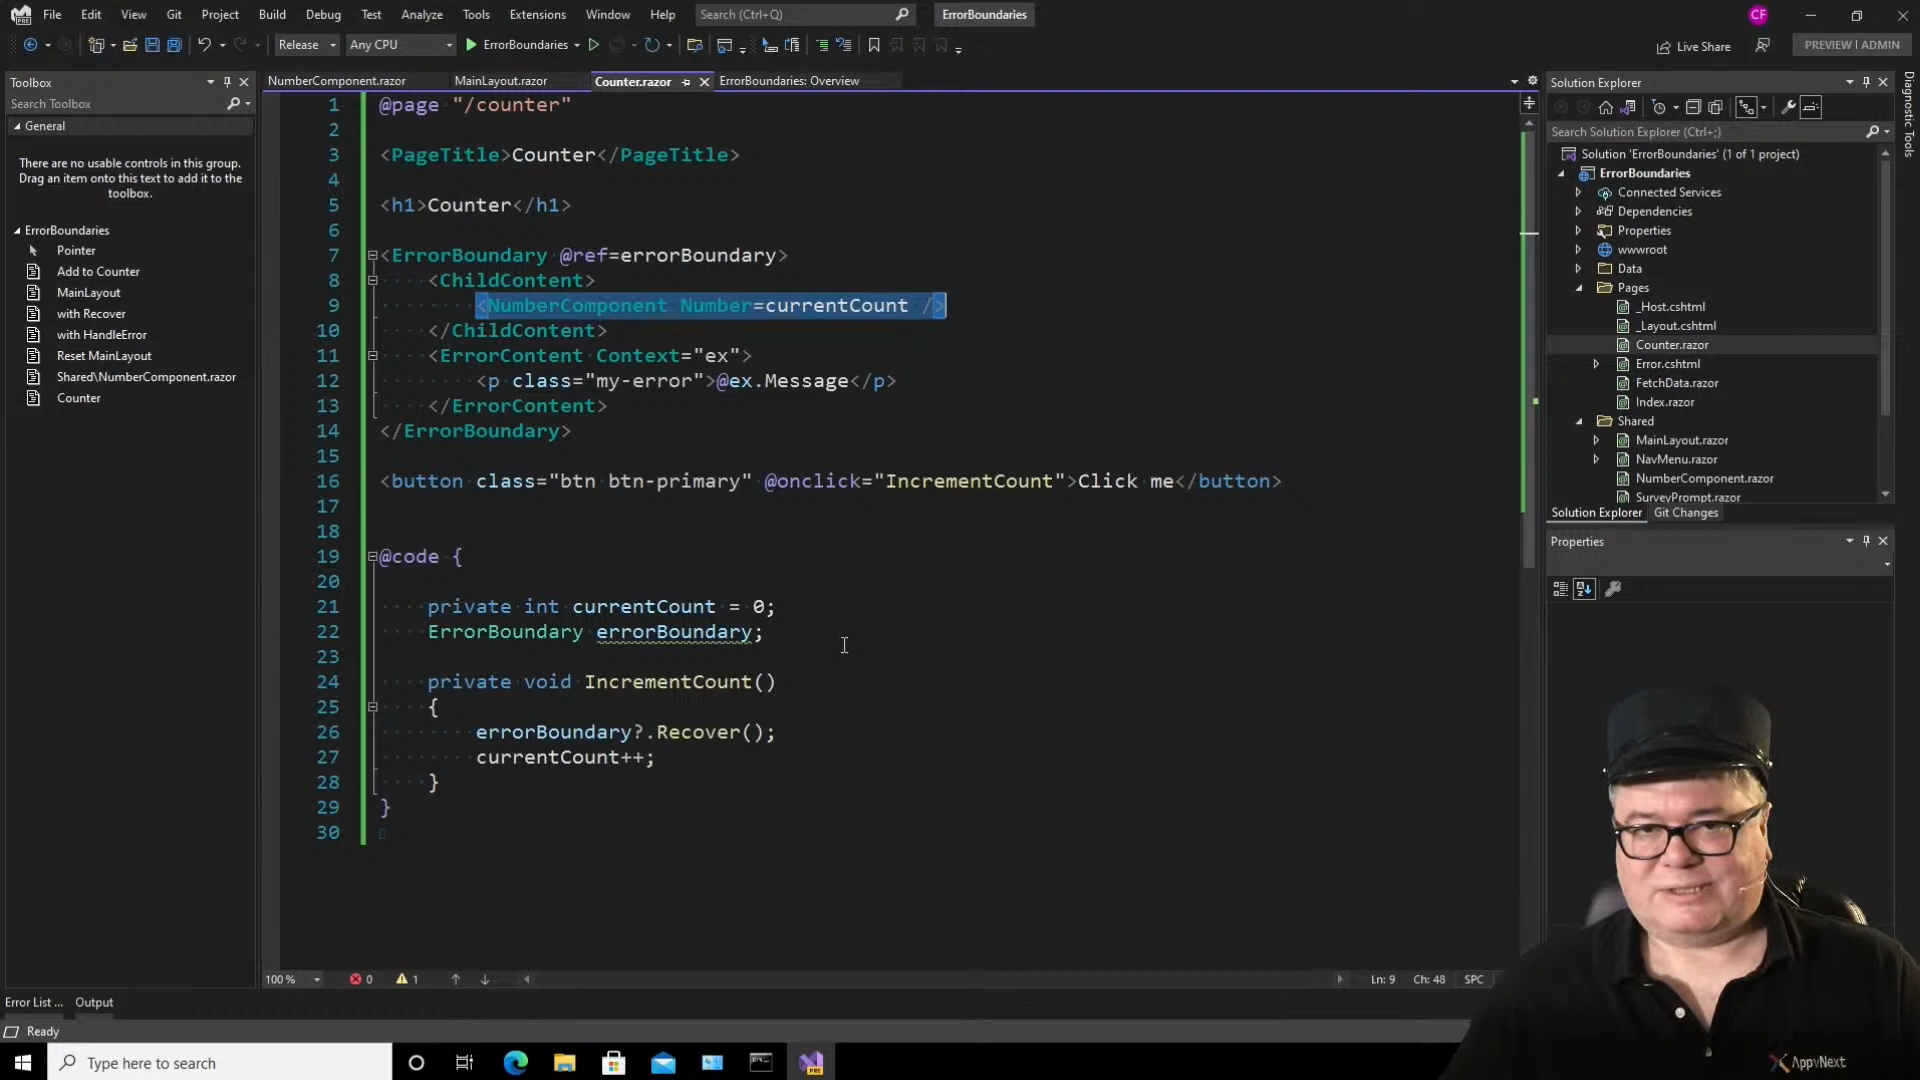 File Edit View Git Project Build Debug Test Analyze Tools Extensions Window Help Search (Ctrl+Q) ErrorBoundaries CF
Release Any CPU ErrorBoundaries Live Share PREVIEW | ADMIN
Toolbox
Search Toolbox
General
There are no usable controls in this group.
Drag an item onto this text to add it to the
toolbox.
ErrorBoundaries
Pointer
Add to Counter
MainLayout
with Recover
with HandleError
Reset MainLayout
Shared\NumberComponent.razor
Counter
NumberComponent.razor MainLayout.razor Counter.razor ErrorBoundaries: Overview
1 @page "/counter"
2
3 <PageTitle>Counter</PageTitle>
4
5 <h1>Counter</h1>
6
7 <ErrorBoundary @ref=errorBoundary>
8 <ChildContent>
9 <NumberComponent Number=currentCount />
10 </ChildContent>
11 <ErrorContent Context="ex">
12 <p class="my-error">@ex.Message</p>
13 </ErrorContent>
14 </ErrorBoundary>
15
16 <button class="btn btn-primary" @onclick="IncrementCount">Click me</button>
17
18
19 @code {
20
21 private int currentCount = 0;
22 ErrorBoundary errorBoundary;
23
24 private void IncrementCount()
25 {
26 errorBoundary?.Recover();
27 currentCount++;
28 }
29 }
30
100 % 0 1 Ln: 9 Ch: 48 SPC
Solution Explorer
Search Solution Explorer (Ctrl+;)
Solution 'ErrorBoundaries' (1 of 1 project)
ErrorBoundaries
Connected Services
Dependencies
Properties
wwwroot
Data
Pages
_Host.cshtml
_Layout.cshtml
Counter.razor
Error.cshtml
FetchData.razor
Index.razor
Shared
MainLayout.razor
NavMenu.razor
NumberComponent.razor
SurveyPrompt.razor
Solution Explorer Git Changes
Properties
Diagnostic Tools
Error List ... Output
Ready
Type here to search
PRE
AppvNext